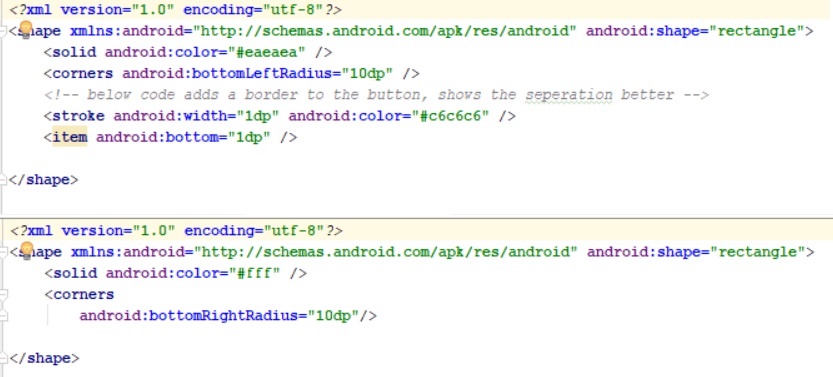 <?xml version="1.0" encoding="utf-8"?>
<shape xmlns:android="http://schemas.android.com/apk/res/android" android:shape="rectangle">
<solid android:color="#eaeaea" />
<corners android:bottomLeftRadius="10dp" />
<!-- below code adds a border to the button, shows the seperation better -->
<stroke android:width="1dp" android:color="#c6c6c6" />
<item android:bottom="1dp" />
</shape>
<?xml version="1.0" encoding="utf-8"?>
<shape xmlns:android="http://schemas.android.com/apk/res/android" android:shape="rectangle">
<solid android:color="#fff" />
<corners
android:bottomRightRadius="10dp"/>
</shape>